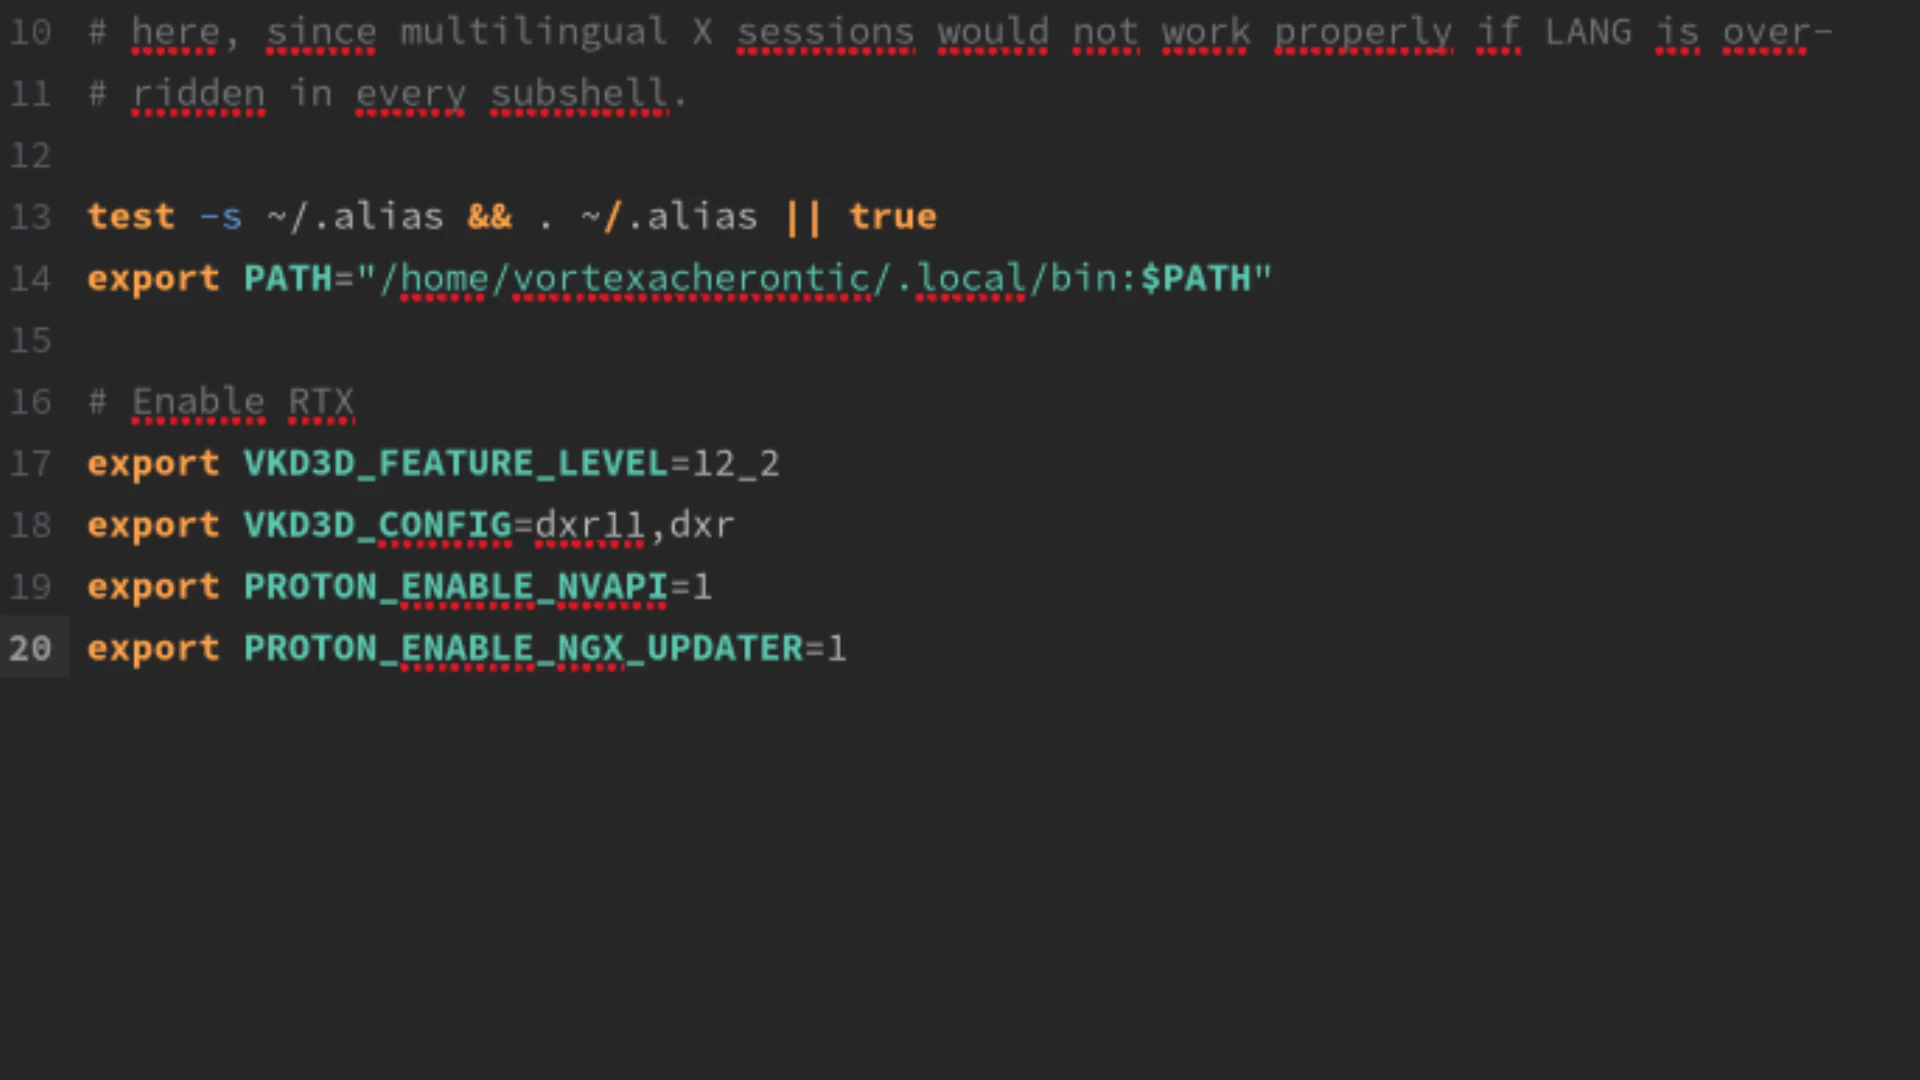 10 # here, since multilingual X sessions would not work properly if LANG is over-
11 # ridden in every subshell.
12
13 test -s ~/.alias && . ~/.alias || true
14 export PATH="/home/vortexacherontic/.local/bin:$PATH"
15
16 # Enable RTX
17 export VKD3D_FEATURE_LEVEL=12_2
18 export VKD3D_CONFIG=dxr11,dxr
19 export PROTON_ENABLE_NVAPI=1
20 export PROTON_ENABLE_NGX_UPDATER=1